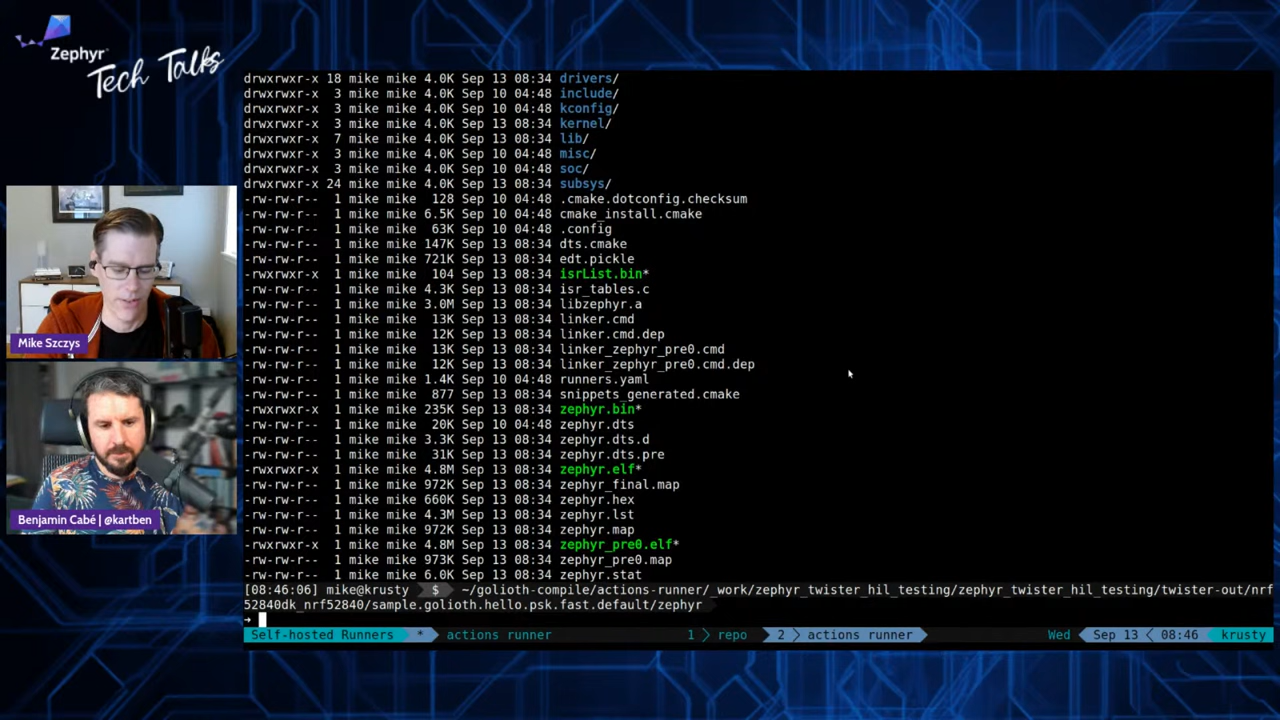 Zephyr™
Tech Talks
drwxrwxr-x 18 mike mike 4.0K Sep 13 08:34 drivers/
drwxrwxr-x  3 mike mike 4.0K Sep 10 04:48 include/
drwxrwxr-x  3 mike mike 4.0K Sep 10 04:48 kconfig/
drwxrwxr-x  3 mike mike 4.0K Sep 13 08:34 kernel/
drwxrwxr-x  7 mike mike 4.0K Sep 13 08:34 lib/
drwxrwxr-x  3 mike mike 4.0K Sep 10 04:48 misc/
drwxrwxr-x  3 mike mike 4.0K Sep 13 08:34 soc/
drwxrwxr-x 24 mike mike 4.0K Sep 13 08:34 subsys/
-rw-rw-r--  1 mike mike  128 Sep 10 04:48 .cmake.dotconfig.checksum
-rw-rw-r--  1 mike mike 6.5K Sep 10 04:48 cmake_install.cmake
-rw-rw-r--  1 mike mike  63K Sep 10 04:48 .config
-rw-rw-r--  1 mike mike 147K Sep 13 08:34 dts.cmake
-rw-rw-r--  1 mike mike 721K Sep 13 08:34 edt.pickle
-rwxrwxr-x  1 mike mike  104 Sep 13 08:34 isrList.bin*
-rw-rw-r--  1 mike mike 4.3K Sep 13 08:34 isr_tables.c
-rw-rw-r--  1 mike mike 3.0M Sep 13 08:34 libzephyr.a
-rw-rw-r--  1 mike mike  13K Sep 13 08:34 linker.cmd
-rw-rw-r--  1 mike mike  12K Sep 13 08:34 linker.cmd.dep
-rw-rw-r--  1 mike mike  13K Sep 13 08:34 linker_zephyr_pre0.cmd
-rw-rw-r--  1 mike mike  12K Sep 13 08:34 linker_zephyr_pre0.cmd.dep
-rw-rw-r--  1 mike mike 1.4K Sep 10 04:48 runners.yaml
-rw-rw-r--  1 mike mike  877 Sep 13 08:34 snippets_generated.cmake
-rwxrwxr-x  1 mike mike 235K Sep 13 08:34 zephyr.bin*
-rw-rw-r--  1 mike mike  20K Sep 10 04:48 zephyr.dts
-rw-rw-r--  1 mike mike 3.3K Sep 13 08:34 zephyr.dts.d
-rw-rw-r--  1 mike mike  31K Sep 13 08:34 zephyr.dts.pre
-rwxrwxr-x  1 mike mike 4.8M Sep 13 08:34 zephyr.elf*
-rw-rw-r--  1 mike mike 972K Sep 13 08:34 zephyr_final.map
-rw-rw-r--  1 mike mike 660K Sep 13 08:34 zephyr.hex
-rw-rw-r--  1 mike mike 4.3M Sep 13 08:34 zephyr.lst
-rw-rw-r--  1 mike mike 972K Sep 13 08:34 zephyr.map
-rwxrwxr-x  1 mike mike 4.8M Sep 13 08:34 zephyr_pre0.elf*
-rw-rw-r--  1 mike mike 973K Sep 13 08:34 zephyr_pre0.map
-rw-rw-r--  1 mike mike 6.0K Sep 13 08:34 zephyr.stat
[08:46:06] mike@krusty $ ~/golioth-compile/actions-runner/_work/zephyr_twister_hil_testing/zephyr_twister_hil_testing/twister-out/nrf
52840dk_nrf52840/sample.golioth.hello.psk.fast.default/zephyr
➜
Self-hosted Runners * actions runner 1 repo 2 actions runner Wed Sep 13 08:46 krusty
Mike Szczys
Benjamin Cabé | @kartben